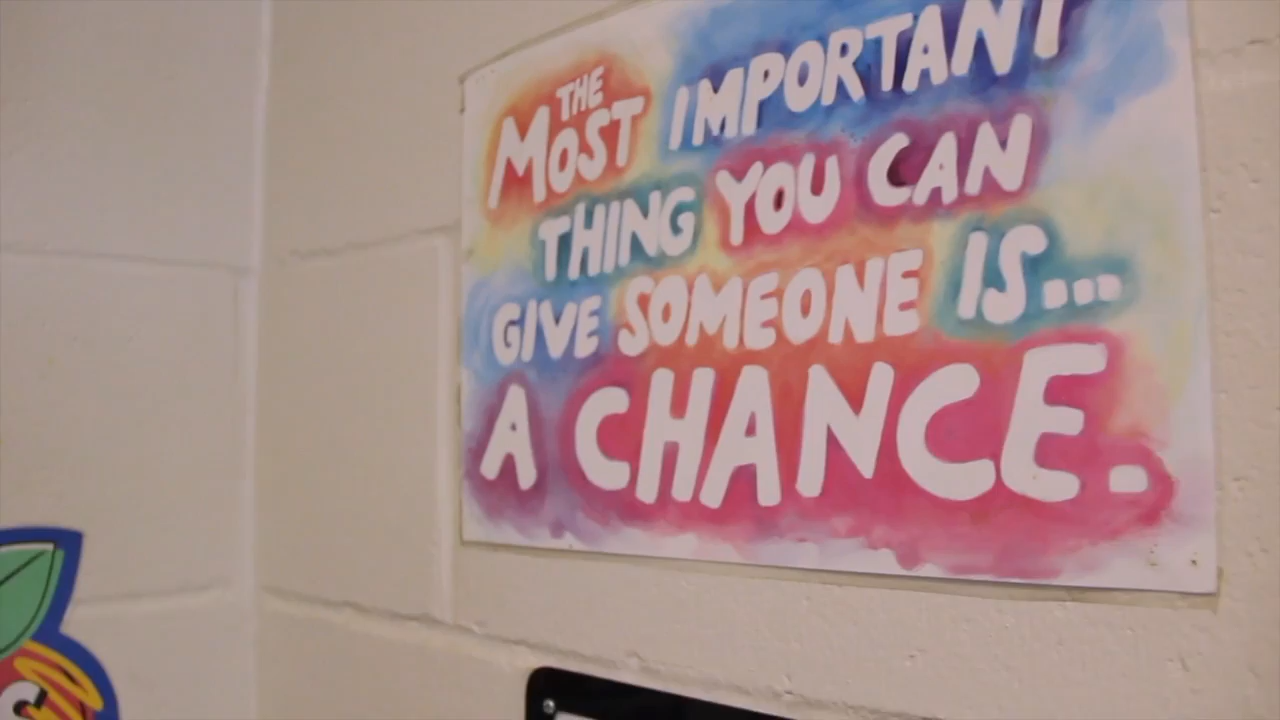 THE
MOST IMPORTANT
THING YOU CAN
GIVE SOMEONE IS...
A CHANCE.